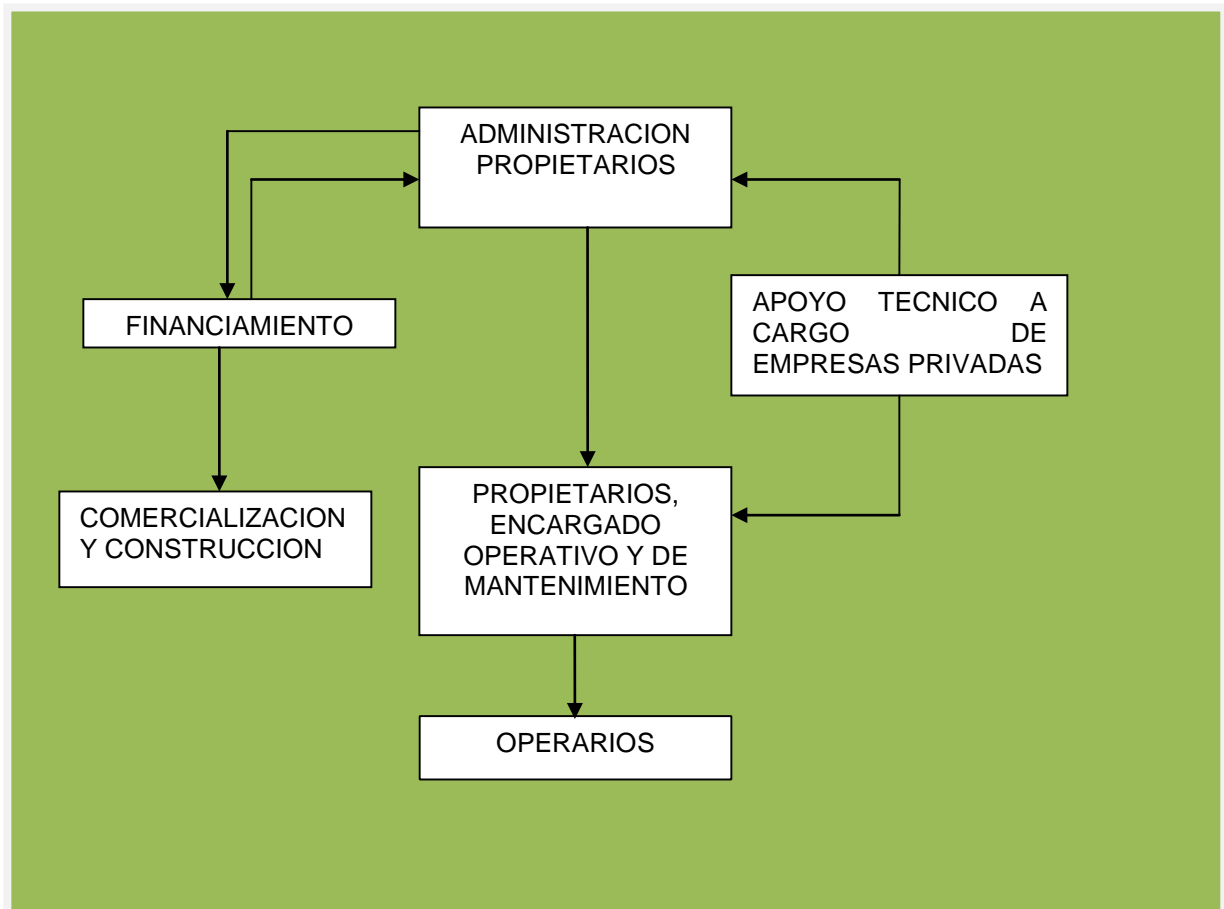 ADMINISTRACION
PROPIETARIOS
FINANCIAMIENTO
APOYO TECNICO A
CARGO DE
EMPRESAS PRIVADAS
COMERCIALIZACION
Y CONSTRUCCION
PROPIETARIOS,
ENCARGADO
OPERATIVO Y DE
MANTENIMIENTO
OPERARIOS